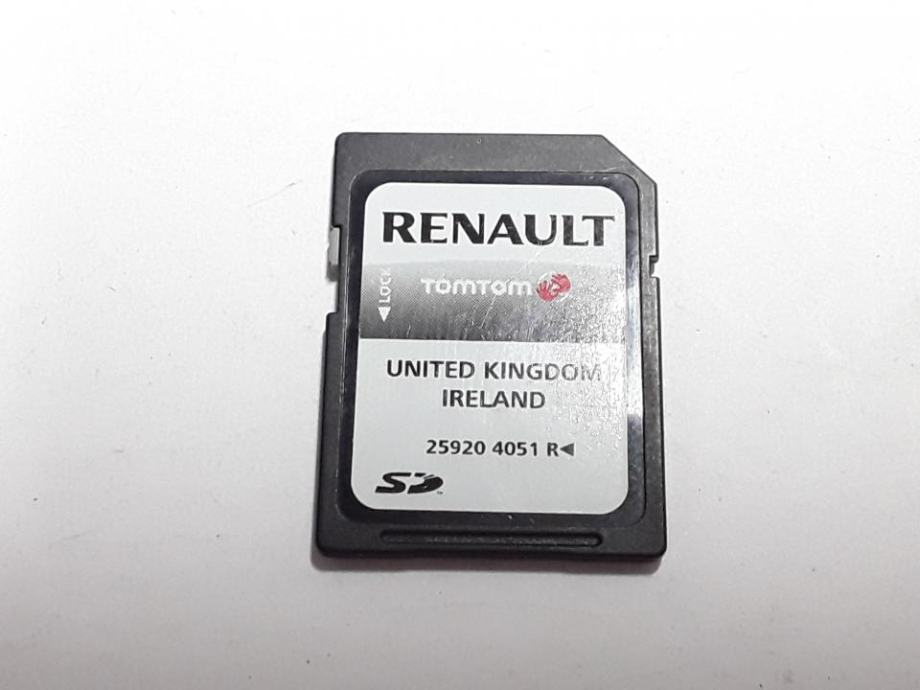 RENAULT
LOCK
TOMTOM
UNITED KINGDOM
IRELAND
25920 4051 R
SD